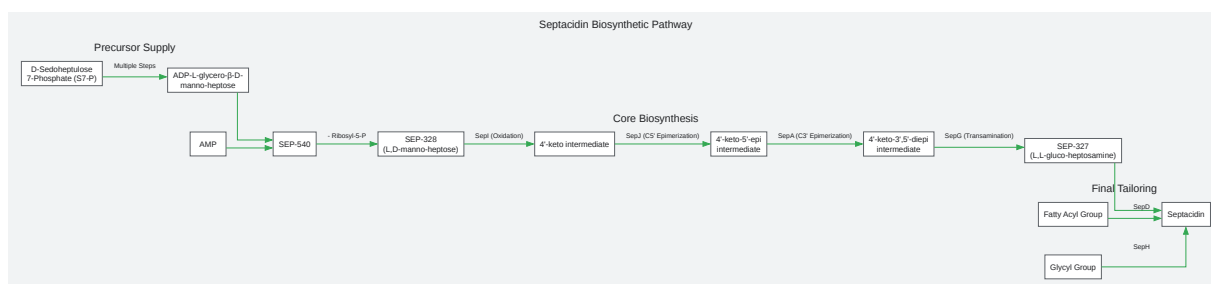 Septacidin Biosynthetic Pathway
Precursor Supply
D-Sedoheptulose
7-Phosphate (S7-P)
Multiple Steps
ADP-L-glycero-β-D-
manno-heptose
Core Biosynthesis
AMP
SEP-540
- Ribosyl-5-P
SEP-328
(L,D-manno-heptose)
SepI (Oxidation)
4'-keto intermediate
SepJ (C5' Epimerization)
4'-keto-5'-epi
intermediate
SepA (C3' Epimerization)
4'-keto-3',5'-diepi
intermediate
SepG (Transamination)
SEP-327
(L,L-gluco-heptosamine)
Final Tailoring
Fatty Acyl Group
SepD
Septacidin
SepH
Glycyl Group